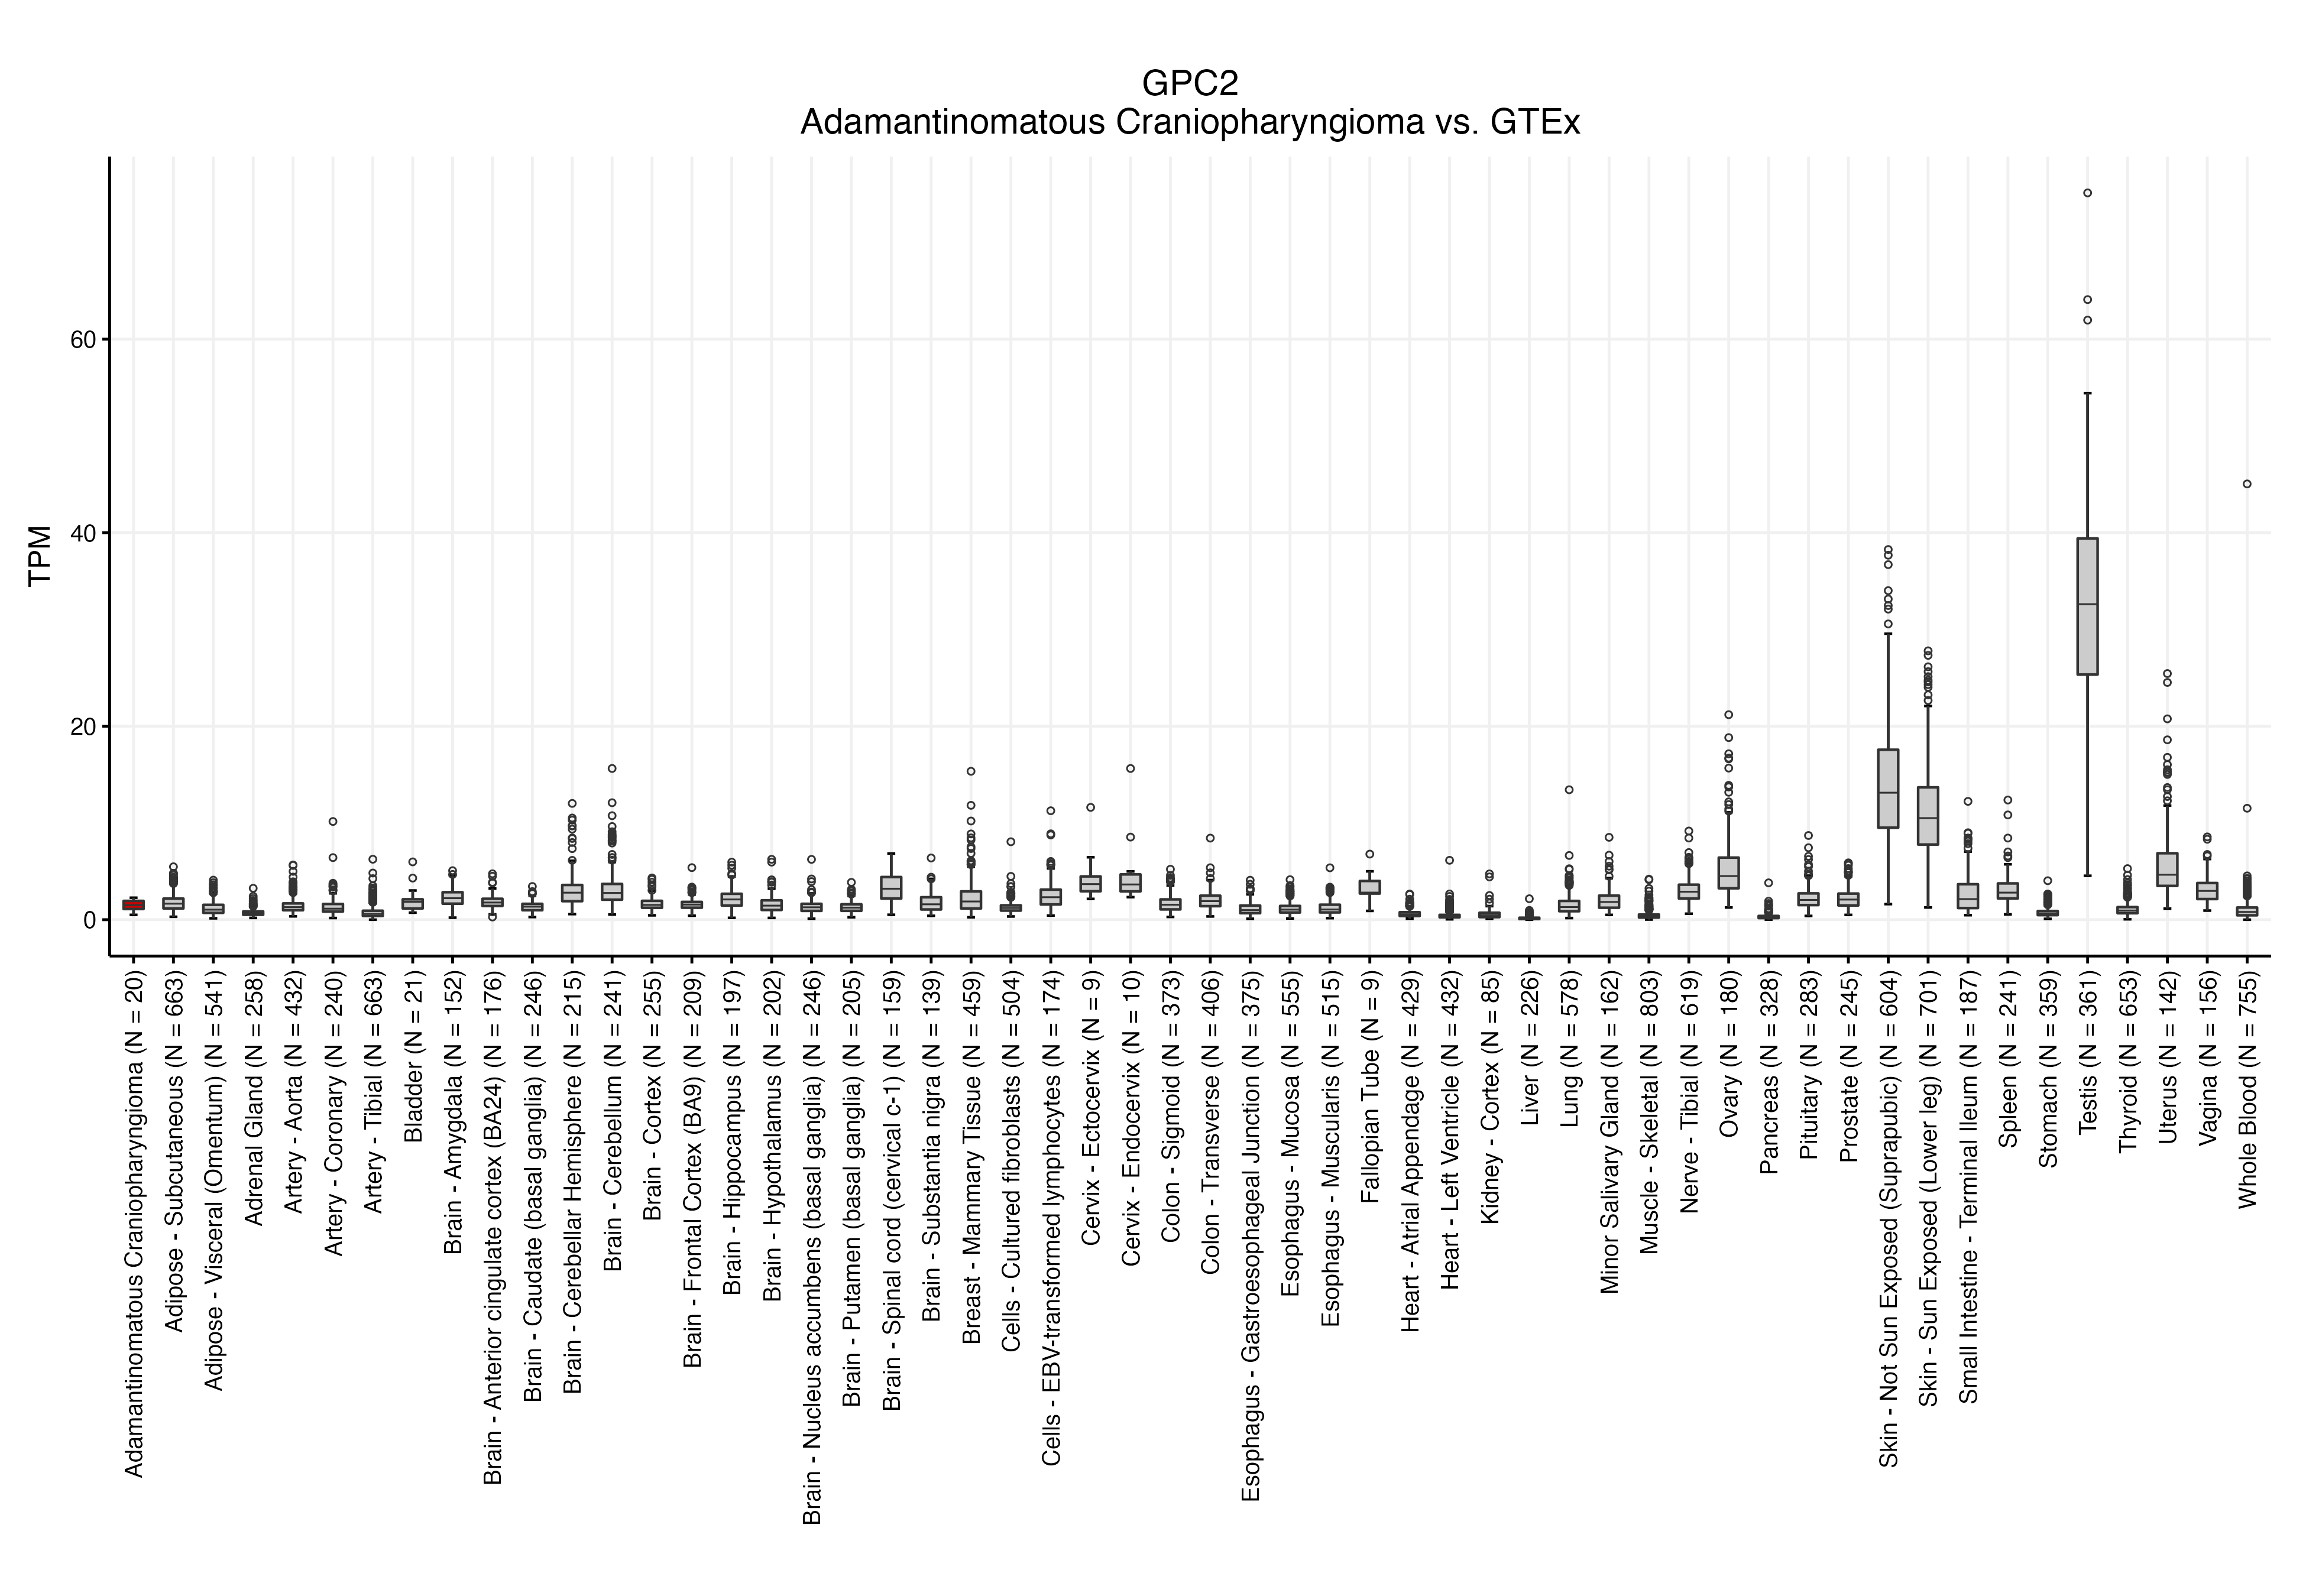 GPC2
Adamantinomatous Craniopharyngioma vs. GTEx
TPM
60
40
20
0
Adamantinomatous Craniopharyngioma (N = 20)
Adipose - Subcutaneous (N = 663)
Adipose - Visceral (Omentum) (N = 541)
Adrenal Gland (N = 258)
Artery - Aorta (N = 432)
Artery - Coronary (N = 240)
Artery - Tibial (N = 663)
Bladder (N = 21)
Brain - Amygdala (N = 152)
Brain - Anterior cingulate cortex (BA24) (N = 176)
Brain - Caudate (basal ganglia) (N = 246)
Brain - Cerebellar Hemisphere (N = 215)
Brain - Cerebellum (N = 241)
Brain - Cortex (N = 255)
Brain - Frontal Cortex (BA9) (N = 209)
Brain - Hippocampus (N = 197)
Brain - Hypothalamus (N = 202)
Brain - Nucleus accumbens (basal ganglia) (N = 246)
Brain - Putamen (basal ganglia) (N = 205)
Brain - Spinal cord (cervical c-1) (N = 159)
Brain - Substantia nigra (N = 139)
Breast - Mammary Tissue (N = 459)
Cells - Cultured fibroblasts (N = 504)
Cells - EBV-transformed lymphocytes (N = 174)
Cervix - Ectocervix (N = 9)
Cervix - Endocervix (N = 10)
Colon - Sigmoid (N = 373)
Colon - Transverse (N = 406)
Esophagus - Gastroesophageal Junction (N = 375)
Esophagus - Mucosa (N = 555)
Esophagus - Muscularis (N = 515)
Fallopian Tube (N = 9)
Heart - Atrial Appendage (N = 429)
Heart - Left Ventricle (N = 432)
Kidney - Cortex (N = 85)
Liver (N = 226)
Lung (N = 578)
Minor Salivary Gland (N = 162)
Muscle - Skeletal (N = 803)
Nerve - Tibial (N = 619)
Ovary (N = 180)
Pancreas (N = 328)
Pituitary (N = 283)
Prostate (N = 245)
Skin - Not Sun Exposed (Suprapubic) (N = 604)
Skin - Sun Exposed (Lower leg) (N = 701)
Small Intestine - Terminal Ileum (N = 187)
Spleen (N = 241)
Stomach (N = 359)
Testis (N = 361)
Thyroid (N = 653)
Uterus (N = 142)
Vagina (N = 156)
Whole Blood (N = 755)